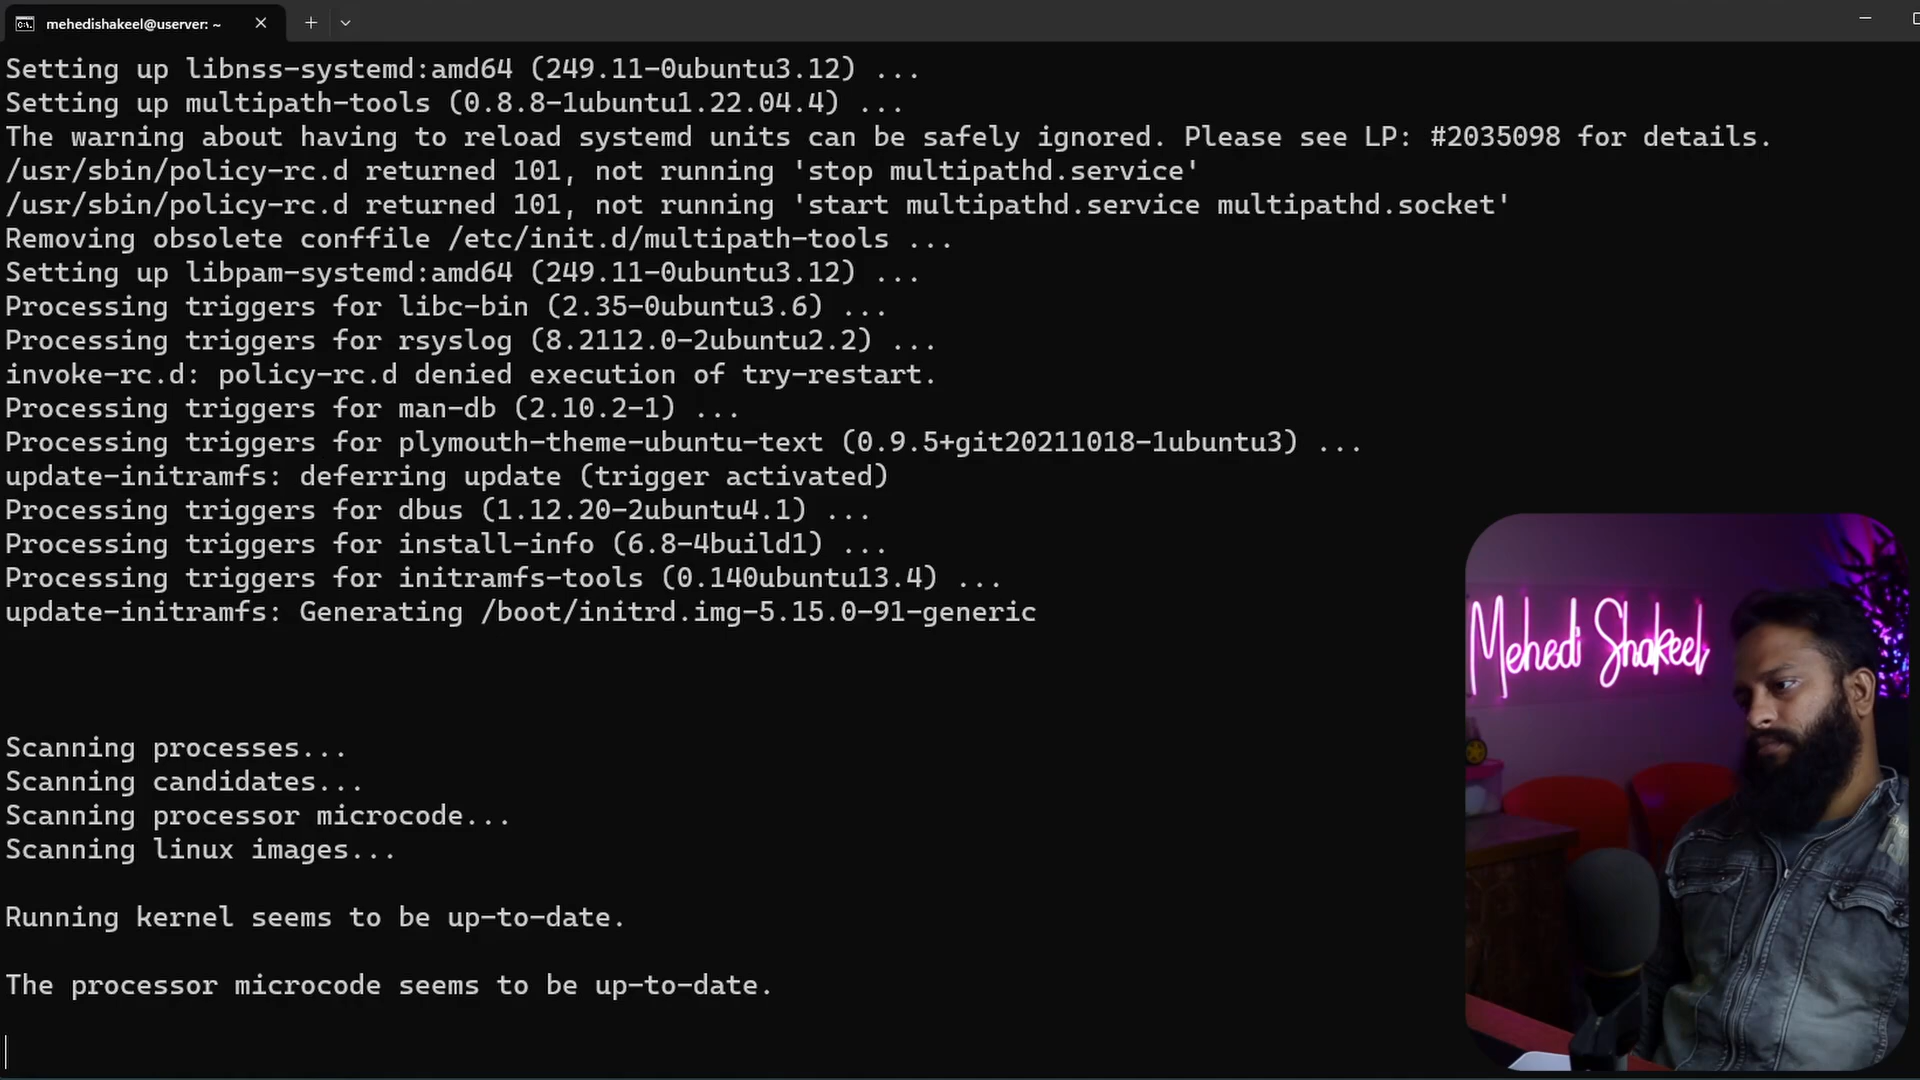 mehedishakeel@userver: ~
Setting up libnss-systemd:amd64 (249.11-0ubuntu3.12) ...
Setting up multipath-tools (0.8.8-1ubuntu1.22.04.4) ...
The warning about having to reload systemd units can be safely ignored. Please see LP: #2035098 for details.
/usr/sbin/policy-rc.d returned 101, not running 'stop multipathd.service'
/usr/sbin/policy-rc.d returned 101, not running 'start multipathd.service multipathd.socket'
Removing obsolete conffile /etc/init.d/multipath-tools ...
Setting up libpam-systemd:amd64 (249.11-0ubuntu3.12) ...
Processing triggers for libc-bin (2.35-0ubuntu3.6) ...
Processing triggers for rsyslog (8.2112.0-2ubuntu2.2) ...
invoke-rc.d: policy-rc.d denied execution of try-restart.
Processing triggers for man-db (2.10.2-1) ...
Processing triggers for plymouth-theme-ubuntu-text (0.9.5+git20211018-1ubuntu3) ...
update-initramfs: deferring update (trigger activated)
Processing triggers for dbus (1.12.20-2ubuntu4.1) ...
Processing triggers for install-info (6.8-4build1) ...
Processing triggers for initramfs-tools (0.140ubuntu13.4) ...
update-initramfs: Generating /boot/initrd.img-5.15.0-91-generic
Scanning processes...
Scanning candidates...
Scanning processor microcode...
Scanning linux images...
Running kernel seems to be up-to-date.
The processor microcode seems to be up-to-date.
Mehedi Shakeel